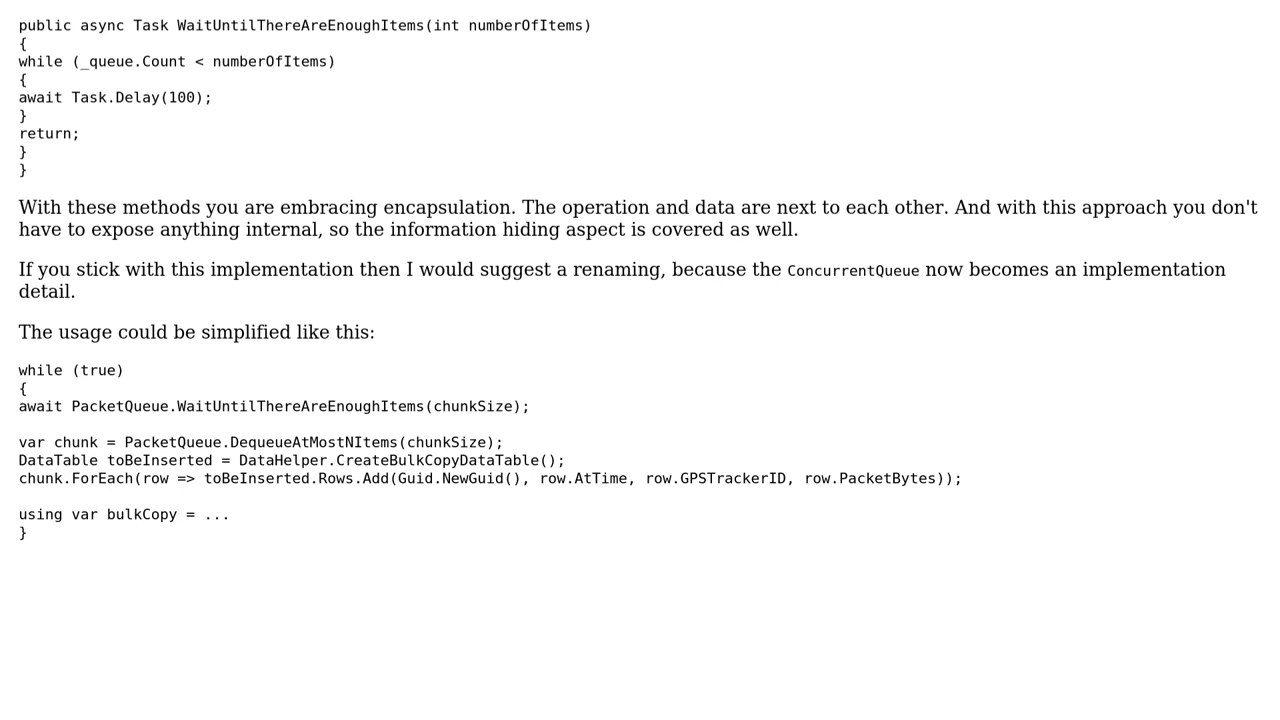 public async Task WaitUntilThereAreEnoughItems(int numberOfItems)
{
while (_queue.Count < numberOfItems)
{
await Task.Delay(100);
}
return;
}
}
With these methods you are embracing encapsulation. The operation and data are next to each other. And with this approach you don't
have to expose anything internal, so the information hiding aspect is covered as well.
If you stick with this implementation then I would suggest a renaming, because the ConcurrentQueue now becomes an implementation
detail.
The usage could be simplified like this:
while (true)
{
await PacketQueue.WaitUntilThereAreEnoughItems(chunkSize);
var chunk = PacketQueue.DequeueAtMostNItems(chunkSize);
DataTable toBeInserted = DataHelper.CreateBulkCopyDataTable();
chunk.ForEach(row => toBeInserted.Rows.Add(Guid.NewGuid(), row.AtTime, row.GPSTrackerID, row.PacketBytes));
using var bulkCopy = ...
}